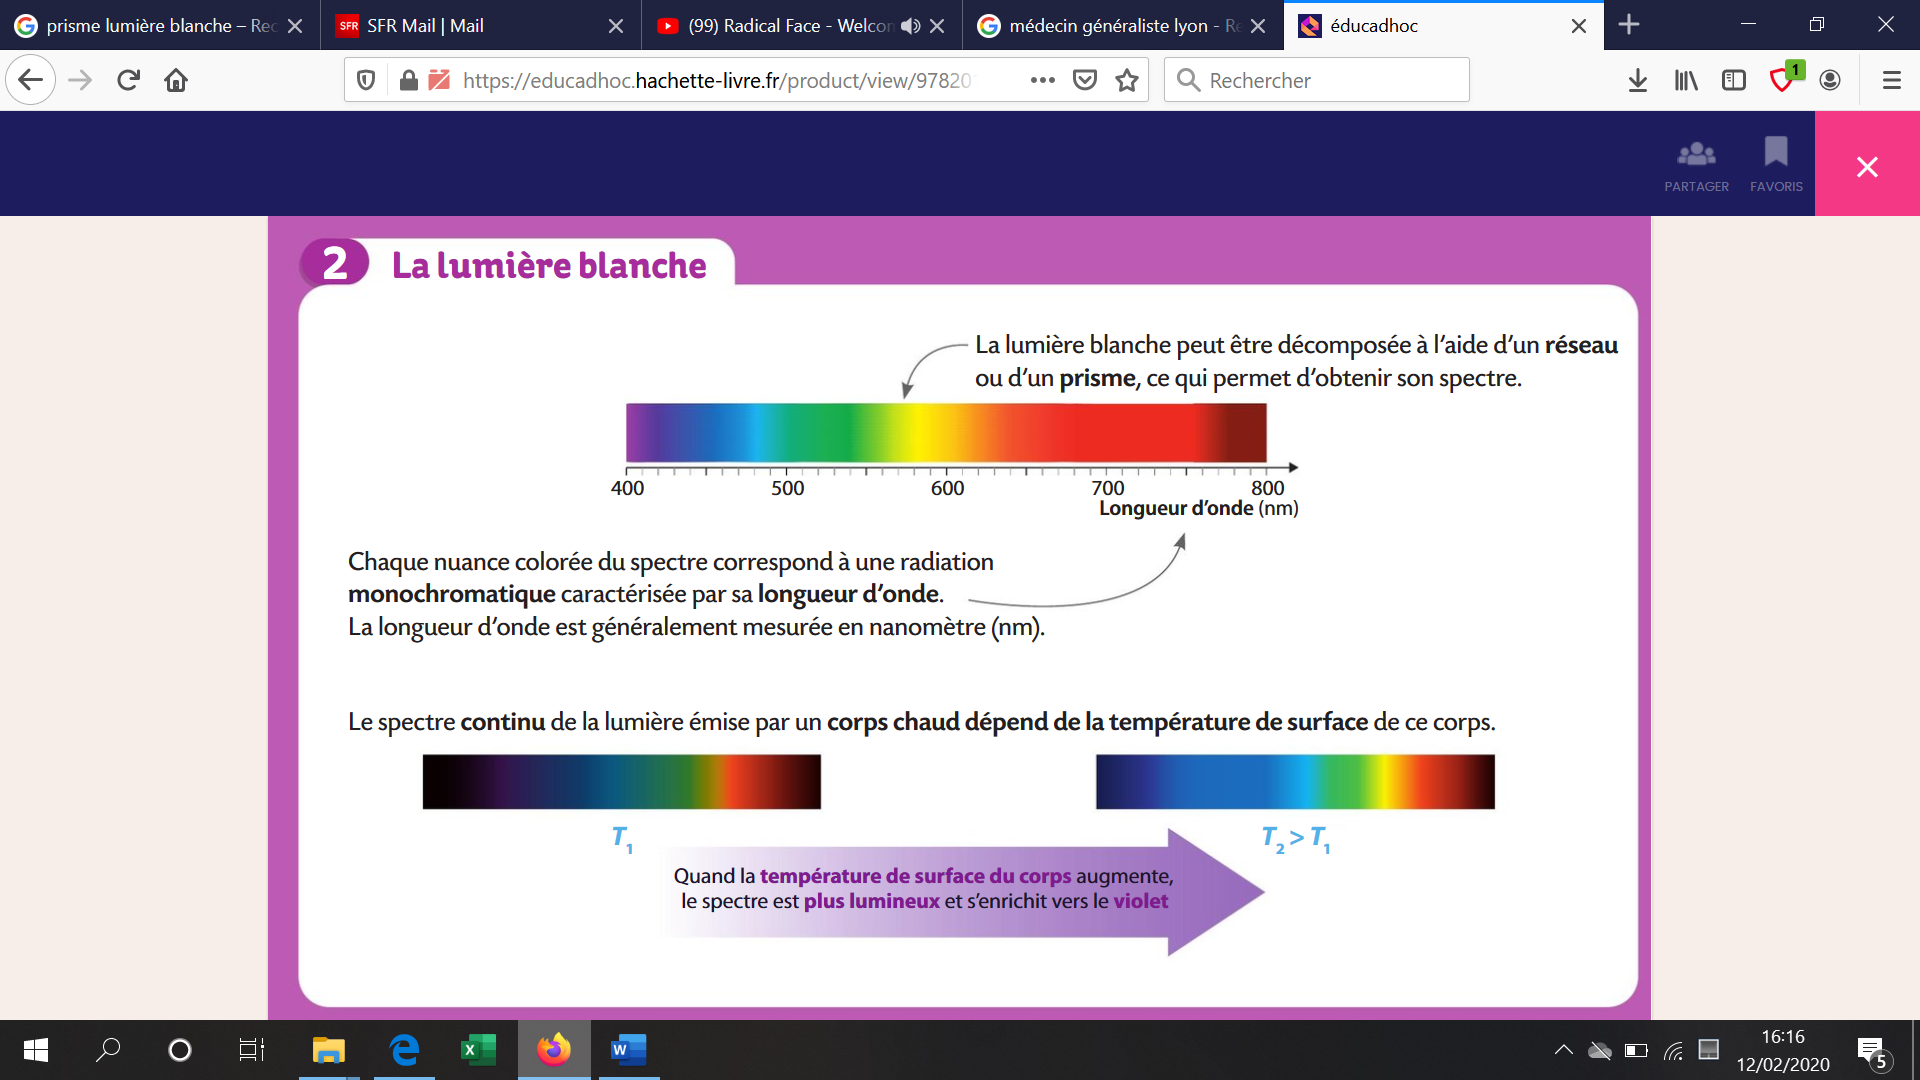 prisme lumière blanche – Rec
SFR Mail | Mail
(99) Radical Face - Welcon
médecin généraliste lyon - Re
éducadhoc
https://educadhoc.hachette-livre.fr/product/view/97820
Rechercher
1
PARTAGER
FAVORIS
2 La lumière blanche
La lumière blanche peut être décomposée à l'aide d'un réseau
ou d'un prisme, ce qui permet d'obtenir son spectre.
400 500 600 700 800
Longueur d'onde (nm)
Chaque nuance colorée du spectre correspond à une radiation
monochromatique caractérisée par sa longueur d'onde.
La longueur d'onde est généralement mesurée en nanomètre (nm).
Le spectre continu de la lumière émise par un corps chaud dépend de la température de surface de ce corps.
T1
T2 > T1
Quand la température de surface du corps augmente,
le spectre est plus lumineux et s'enrichit vers le violet
16:16
12/02/2020
5